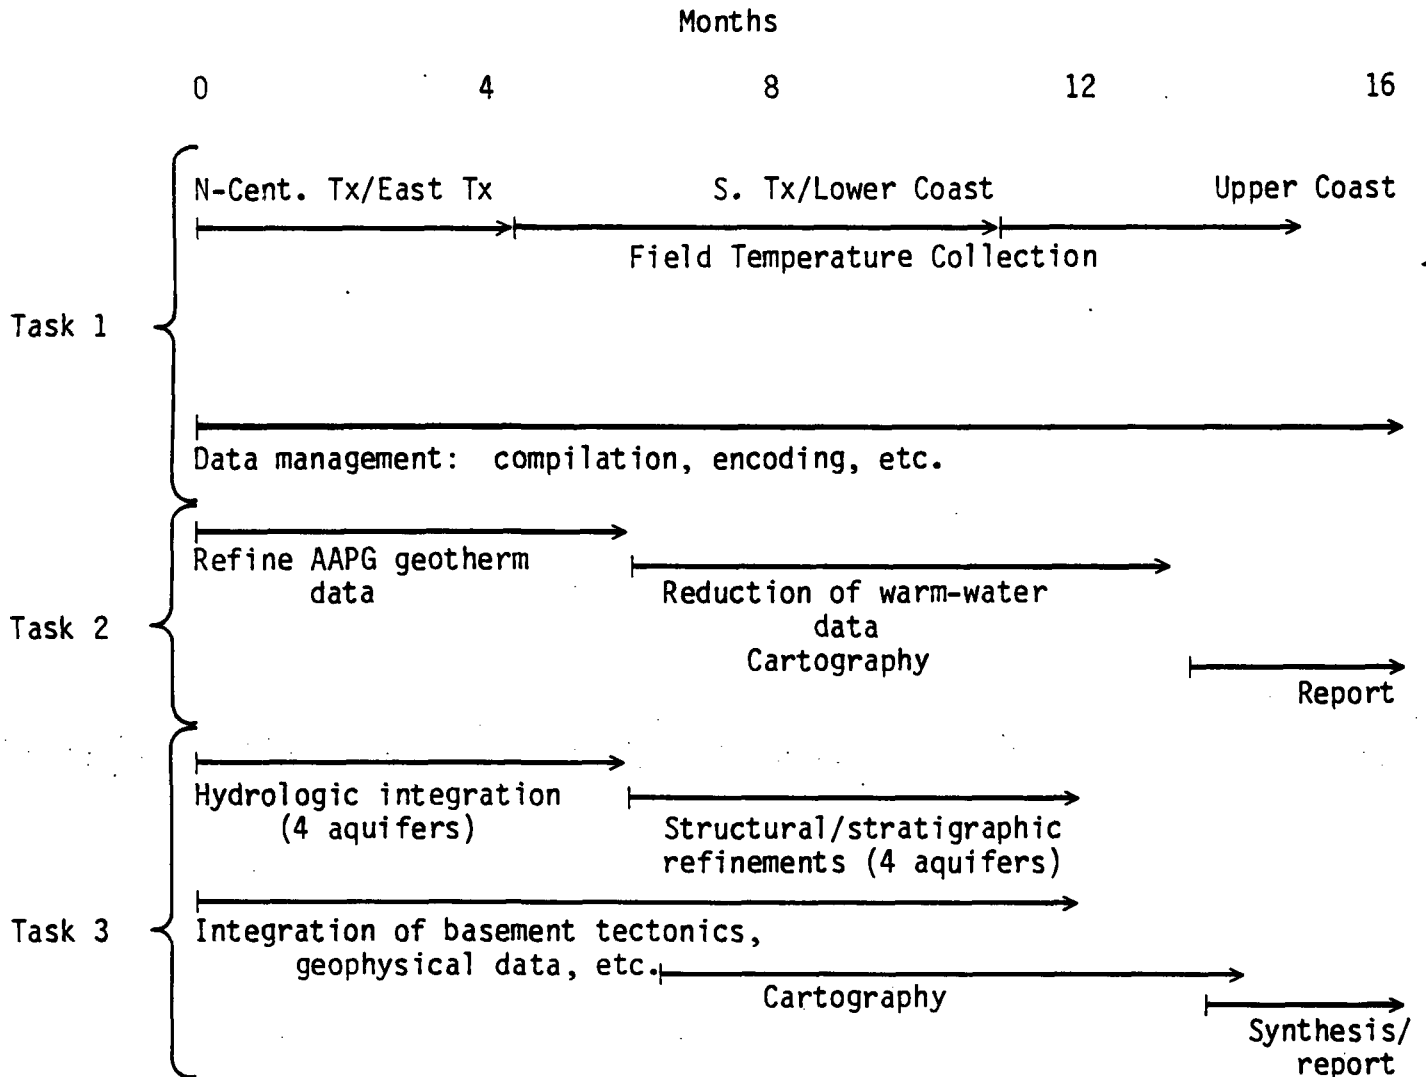 Months
0 4 8 12 16
N-Cent. Tx/East Tx S. Tx/Lower Coast Upper Coast
Field Temperature Collection
Task 1
Data management: compilation, encoding, etc.
Refine AAPG geotherm
data
Reduction of warm-water
data
Cartography
Task 2
Report
Hydrologic integration
(4 aquifers)
Structural/stratigraphic
refinements (4 aquifers)
Task 3
Integration of basement tectonics,
geophysical data, etc.
Cartography
Synthesis/
report